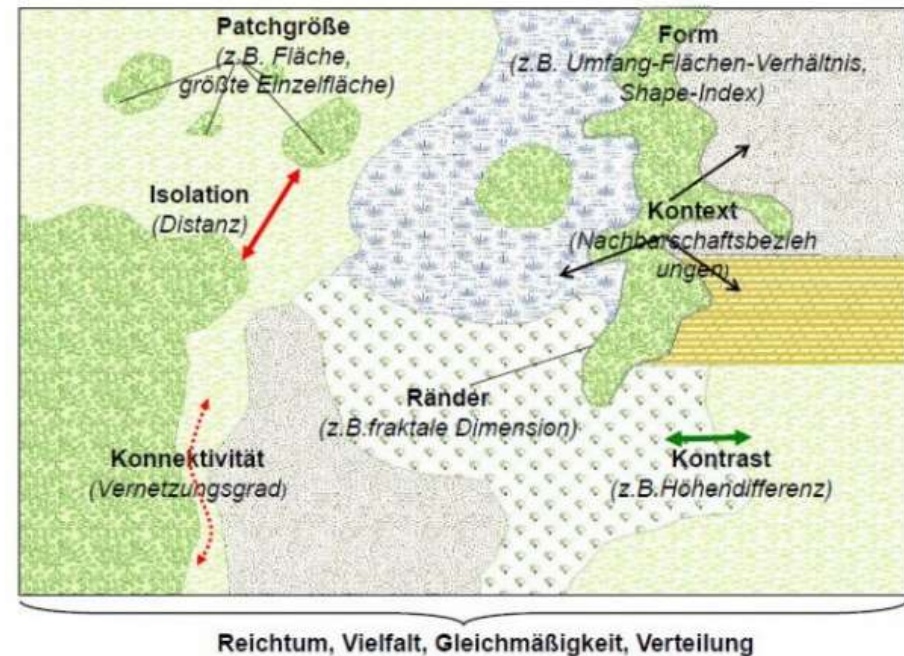 Patchgröße
(z.B. Fläche,
größte Einzelfläche)
Form
(z.B. Umfang-Flächen-Verhältnis,
Shape-Index)
Isolation
(Distanz)
Kontext
(Nachbarschaftsbezieh
ungen)
Ränder
(z.B.fraktale Dimension)
Konnektivität
(Vernetzungsgrad)
Kontrast
(z.B.Höhendifferenz)
Reichtum, Vielfalt, Gleichmäßigkeit, Verteilung